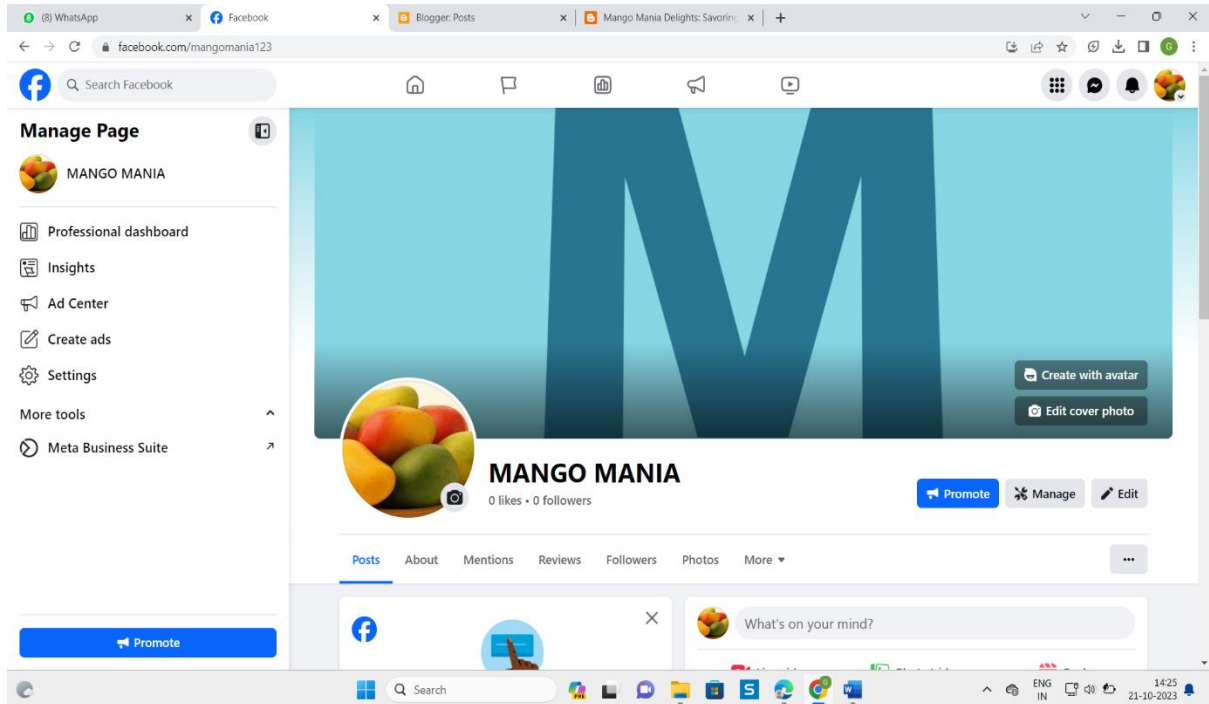 (8) WhatsApp
Facebook
Blogger: Posts
Mango Mania Delights: Savoring
facebook.com/mangomania123
G
Search Facebook
Manage Page
MANGO MANIA
Professional dashboard
Insights
Ad Center
Create ads
Settings
More tools
Meta Business Suite
Promote
M
Create with avatar
Edit cover photo
MANGO MANIA
0 likes • 0 followers
Promote
Manage
Edit
Posts About Mentions Reviews Followers Photos More
What's on your mind?
Search
ENG
IN
14:25
21-10-2023